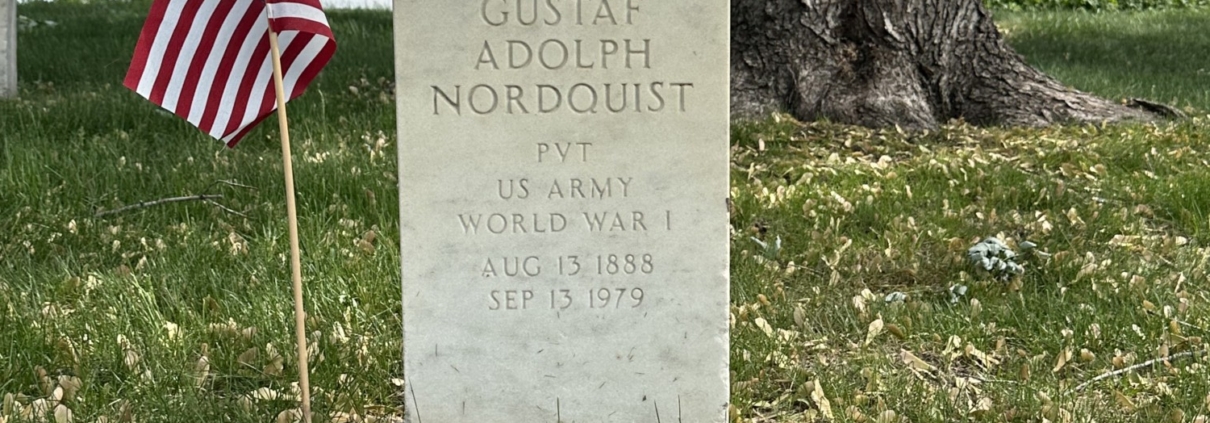 GUSTAF
ADOLPH
NORDQUIST
PVT
US ARMY
WORLD WAR I
AUG 13 1888
SEP 13 1979